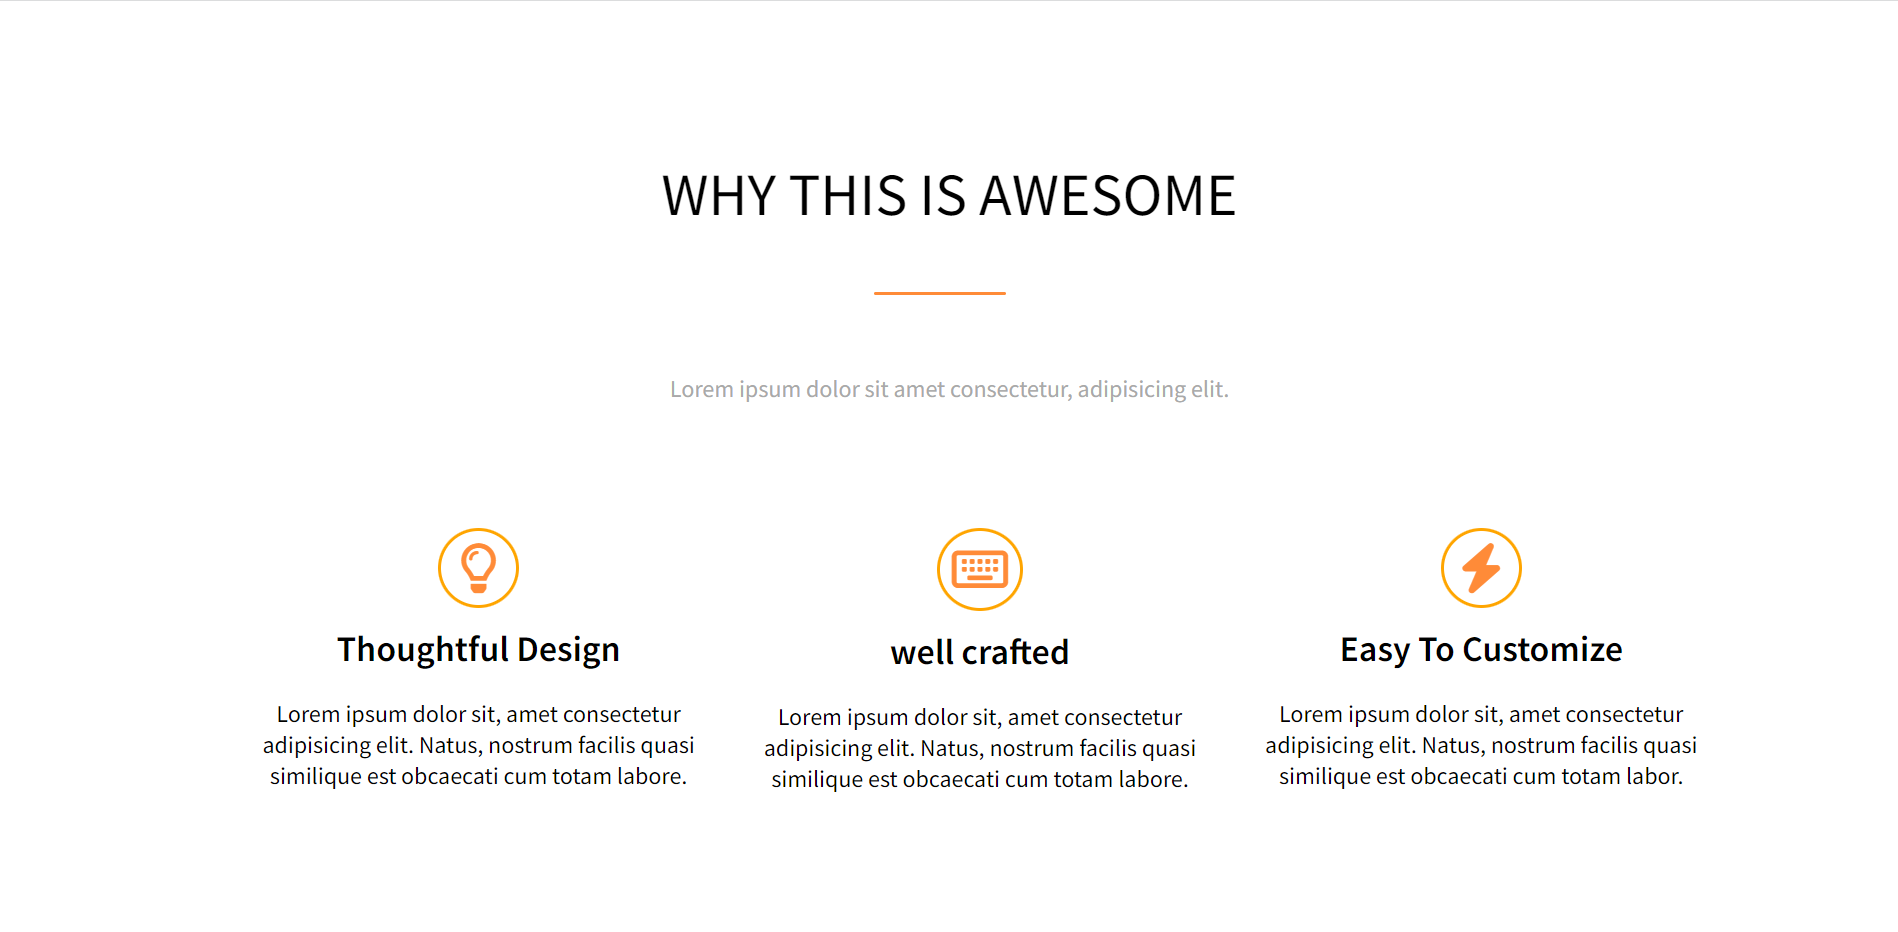 WHY THIS IS AWESOME
Lorem ipsum dolor sit amet consectetur, adipisicing elit.
Thoughtful Design
Lorem ipsum dolor sit, amet consectetur
adipisicing elit. Natus, nostrum facilis quasi
similique est obcaecati cum totam labore.
well crafted
Lorem ipsum dolor sit, amet consectetur
adipisicing elit. Natus, nostrum facilis quasi
similique est obcaecati cum totam labore.
Easy To Customize
Lorem ipsum dolor sit, amet consectetur
adipisicing elit. Natus, nostrum facilis quasi
similique est obcaecati cum totam labor.